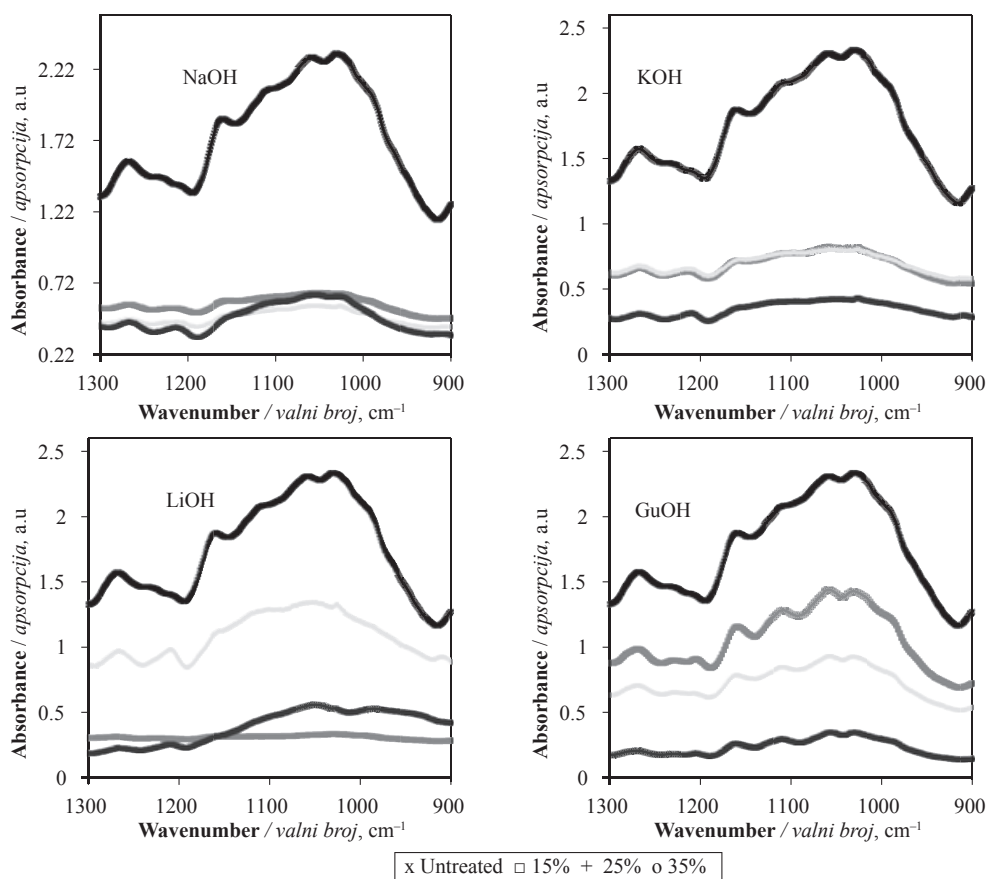 NaOH
2.22
1.72
1.22
0.72
0.22
1300 1200 1100 1000 900
Absorbance / apsorpcija, a.u
Wavenumber / valni broj, cm–1
KOH
2.5
2
1.5
1
0.5
0
1300 1200 1100 1000 900
Absorbance / apsorpcija, a.u
Wavenumber / valni broj, cm–1
LiOH
2.5
2
1.5
1
0.5
0
1300 1200 1100 1000 900
Absorbance / apsorpcija, a.u
Wavenumber / valni broj, cm–1
GuOH
2.5
2
1.5
1
0.5
0
1300 1200 1100 1000 900
Absorbance / apsorpcija, a.u
Wavenumber / valni broj, cm–1
x Untreated □ 15% + 25% o 35%